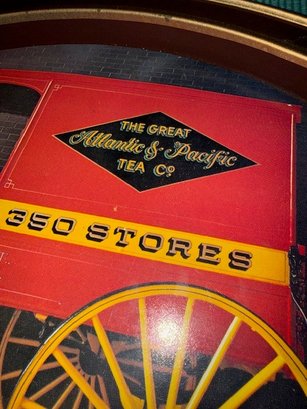 THE GREAT
Atlantic & Pacific
TEA Co
350 STORES